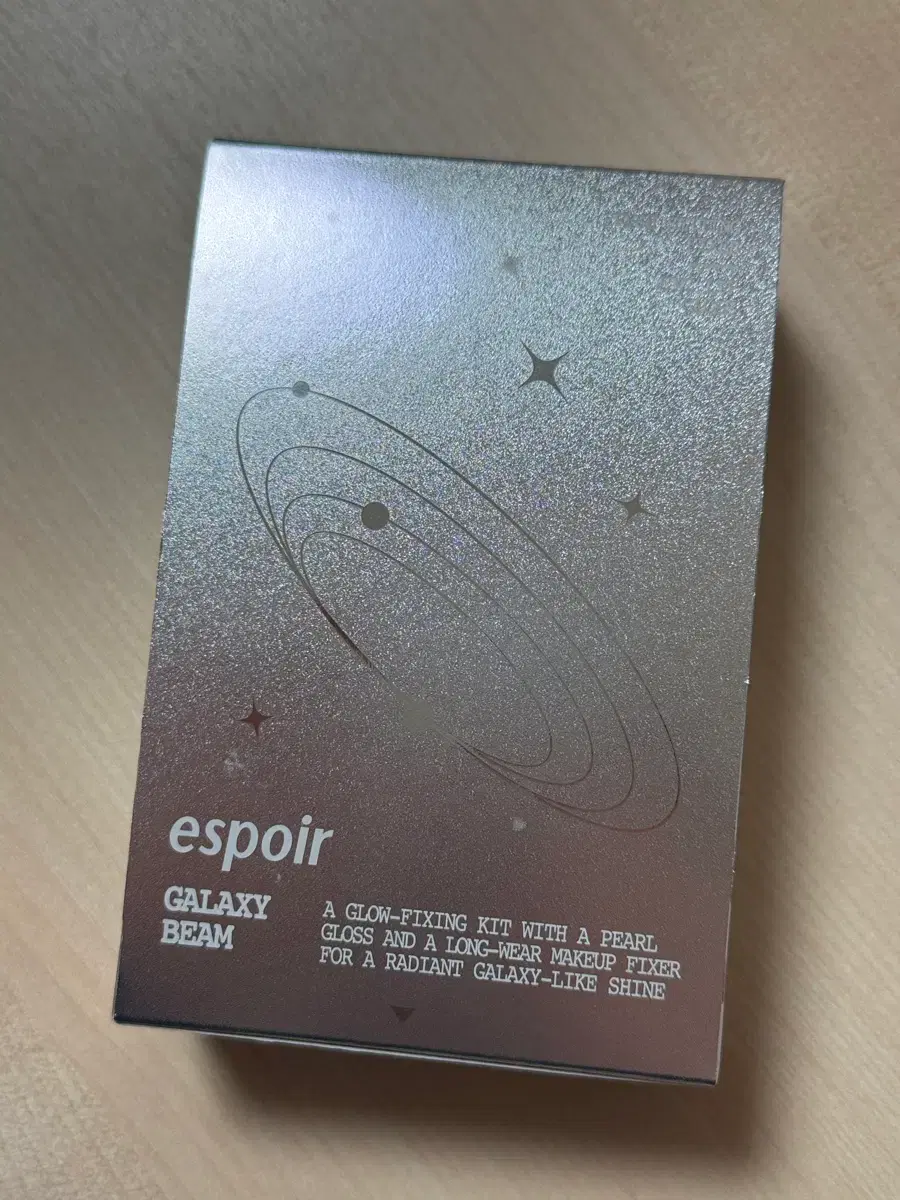 espoir
GALAXY
BEAM
A GLOW-FIXING KIT WITH A PEARL
GLOSS AND A LONG-WEAR MAKEUP FIXER
FOR A RADIANT GALAXY-LIKE SHINE